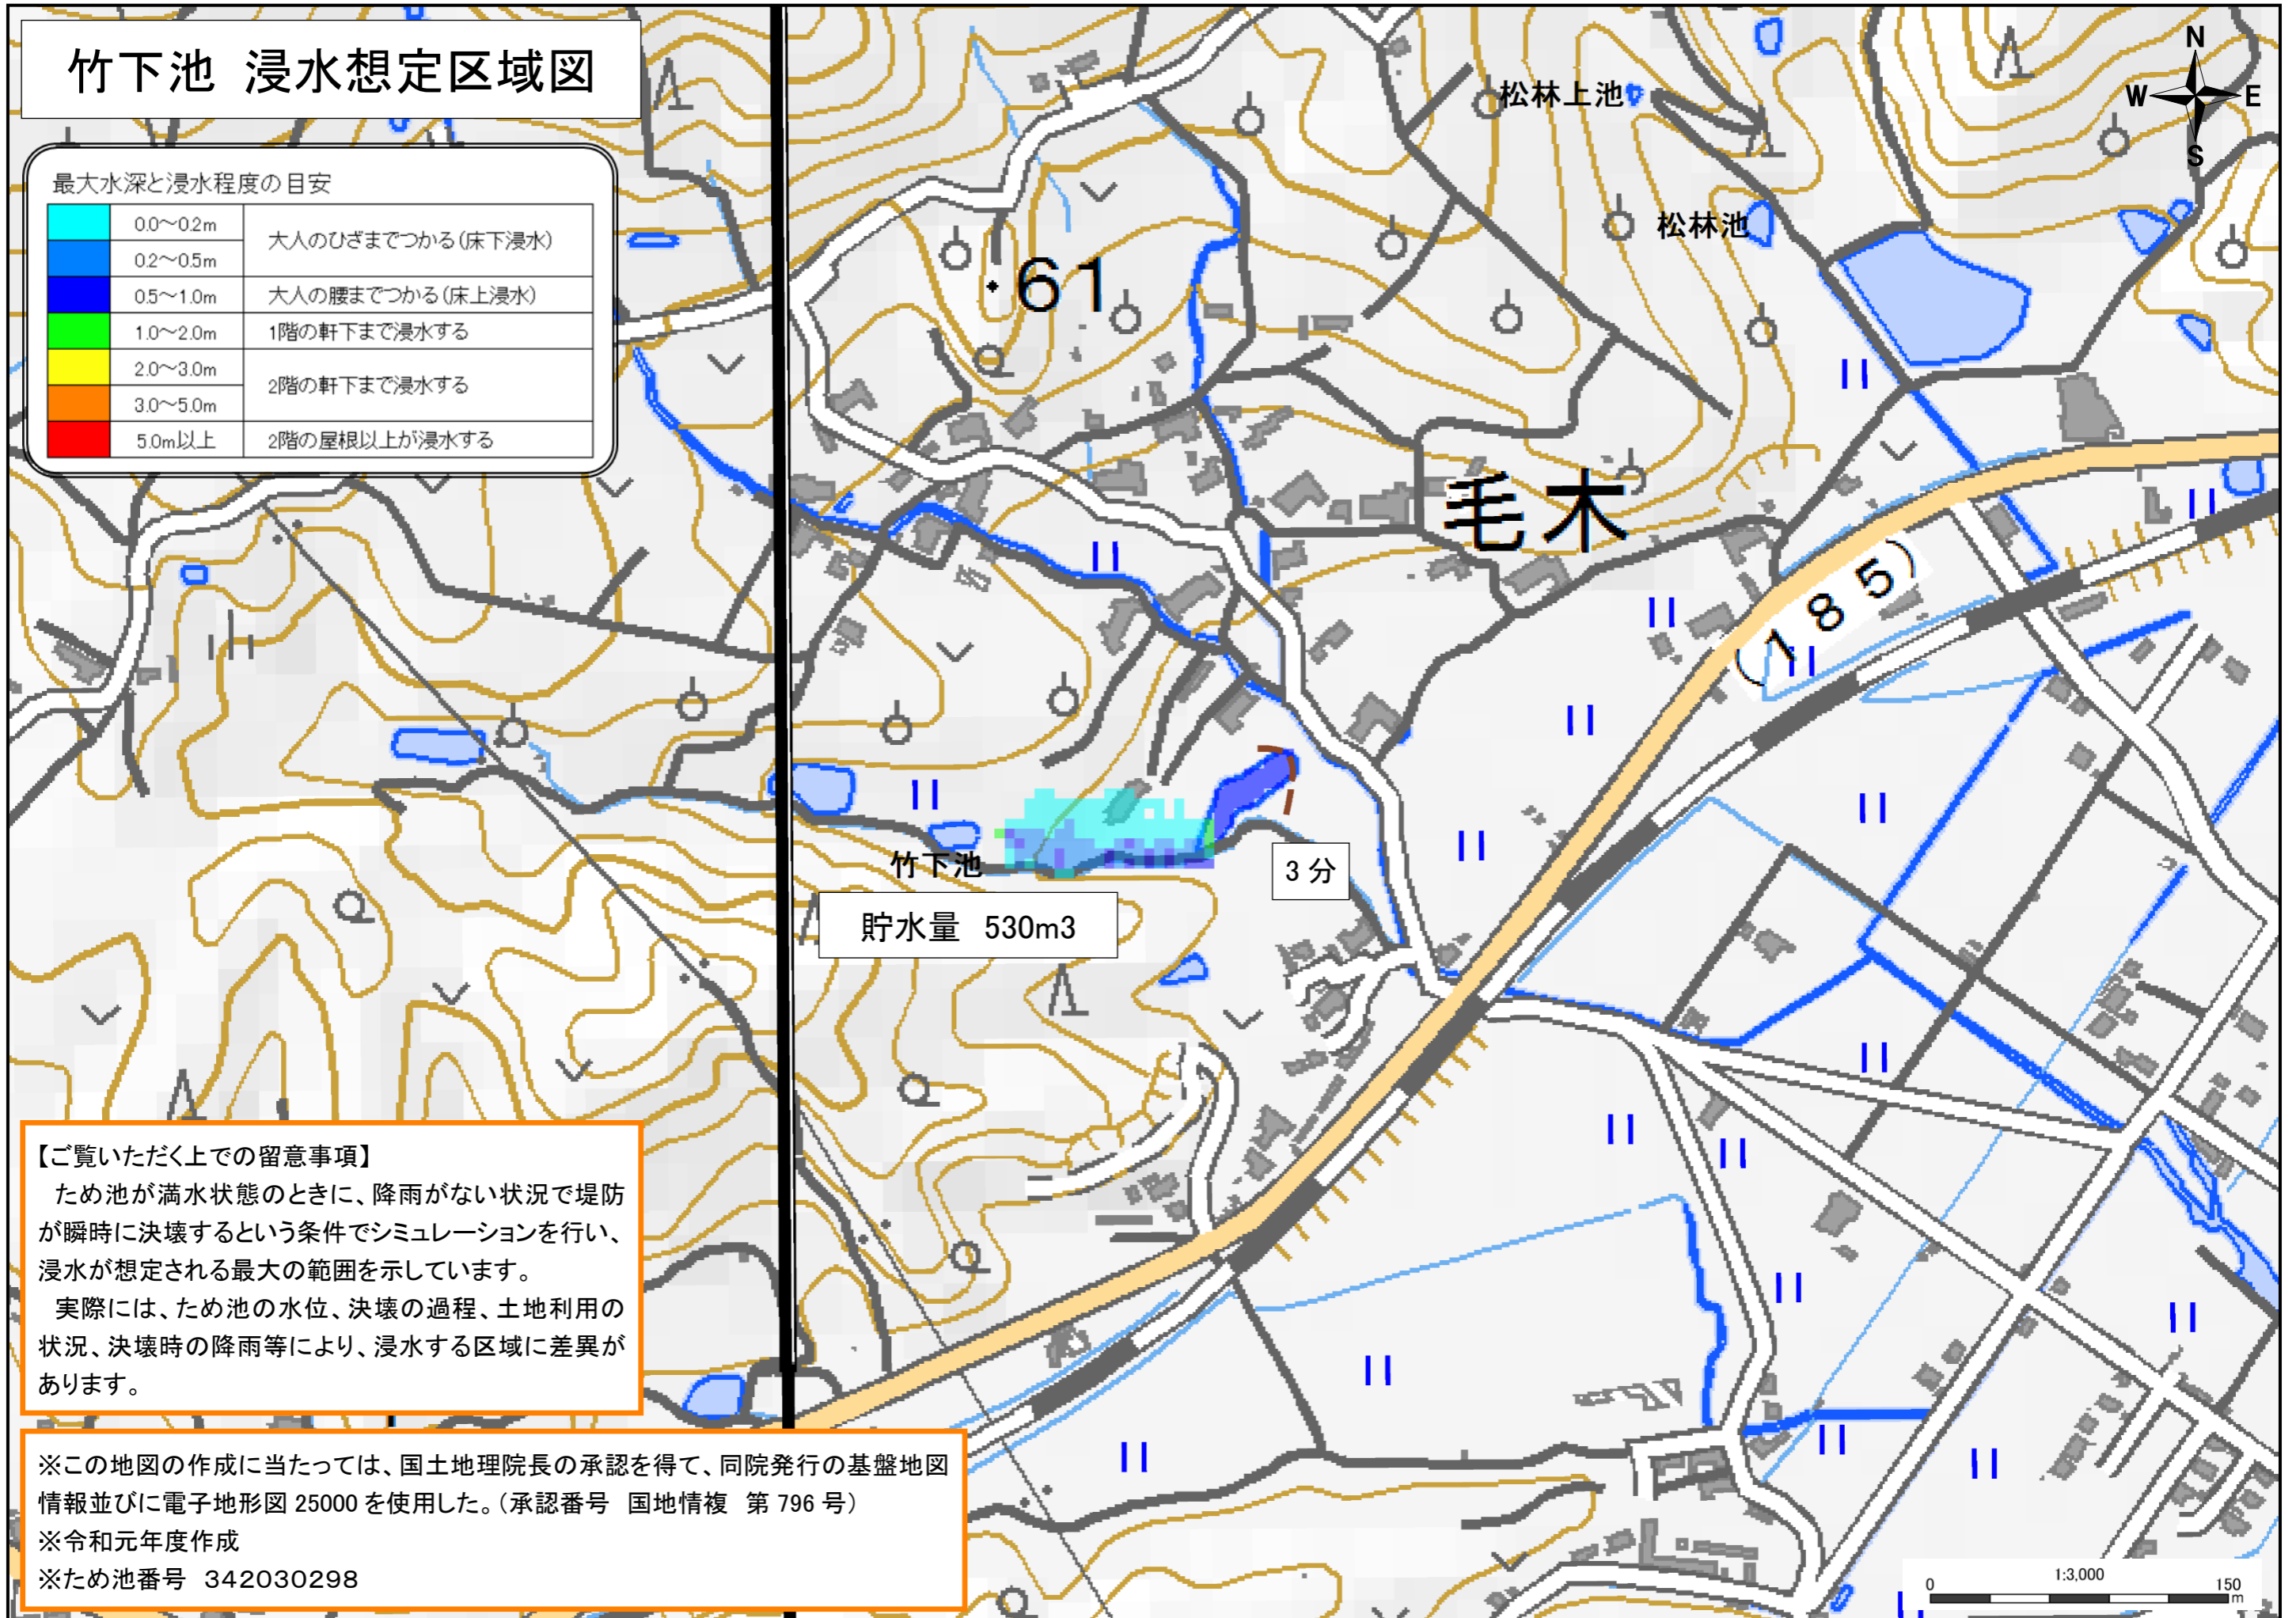 竹下池 浸水想定区域図
最大水深と浸水程度の目安
0.0～0.2m
大人のひざまでつかる(床下浸水)
0.2～0.5m
0.5～1.0m 大人の腰までつかる(床上浸水)
1.0～2.0m 1階の軒下まで浸水する
2.0～3.0m
2階の軒下まで浸水する
3.0～5.0m
5.0m以上 2階の屋根以上が浸水する
N
W E
S
松林上池
松林池
61
毛木
(185)
竹下池
3分
貯水量 530m3
【ご覧いただく上での留意事項】
ため池が満水状態のときに、降雨がない状況で堤防
が瞬時に決壊するという条件でシミュレーションを行い、
浸水が想定される最大の範囲を示しています。
実際には、ため池の水位、決壊の過程、土地利用の
状況、決壊時の降雨等により、浸水する区域に差異が
あります。
※この地図の作成に当たっては、国土地理院長の承認を得て、同院発行の基盤地図
情報並びに電子地形図 25000 を使用した。（承認番号 国地情複 第 796 号）
※令和元年度作成
※ため池番号 342030298
1:3,000
0 150
m